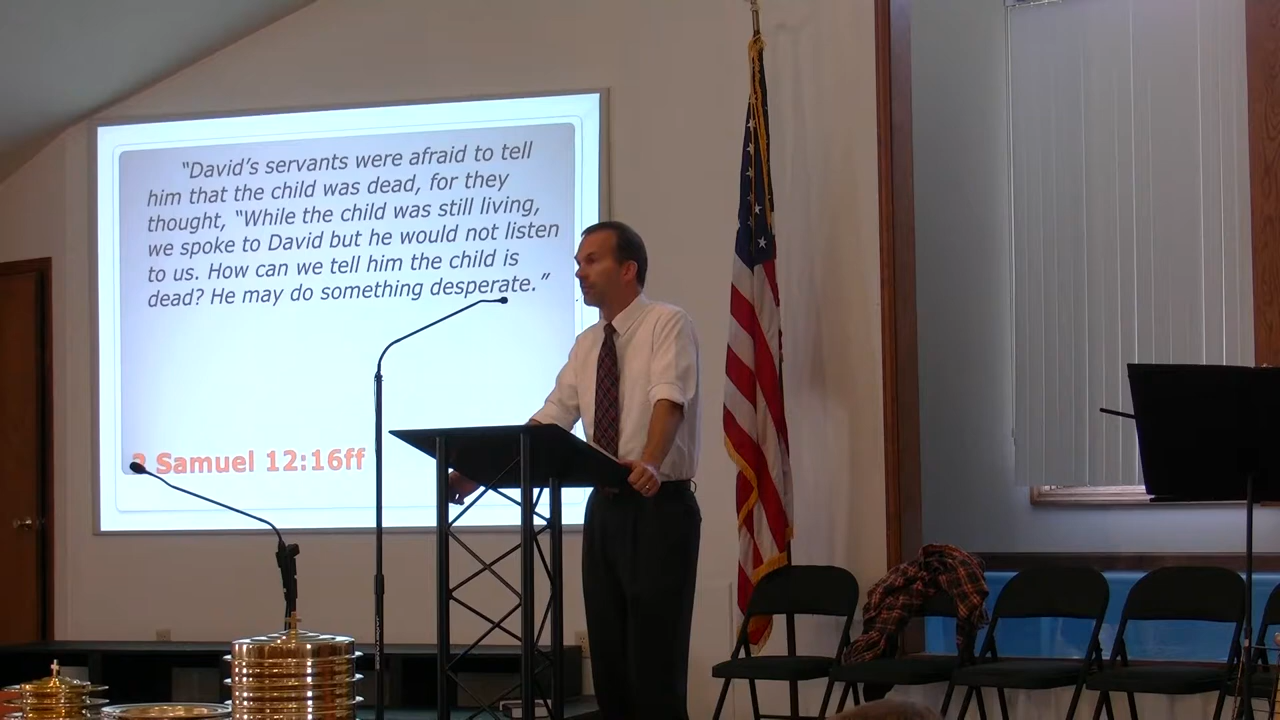 “David’s servants were afraid to tell
him that the child was dead, for they
thought, “While the child was still living,
we spoke to David but he would not listen
to us. How can we tell him the child is
dead? He may do something desperate.”
2 Samuel 12:16ff